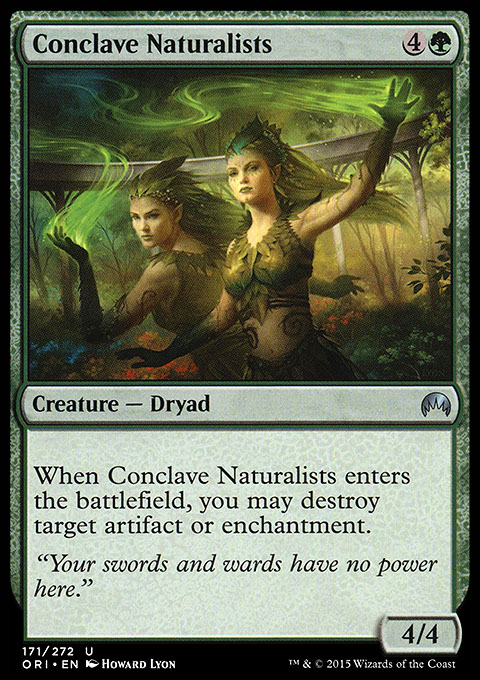 Conclave Naturalists 4
Creature — Dryad
When Conclave Naturalists enters
the battlefield, you may destroy
target artifact or enchantment.
“Your swords and wards have no power
here.”
4/4
171/272 U
ORI • EN Howard Lyon
™ & © 2015 Wizards of the Coast